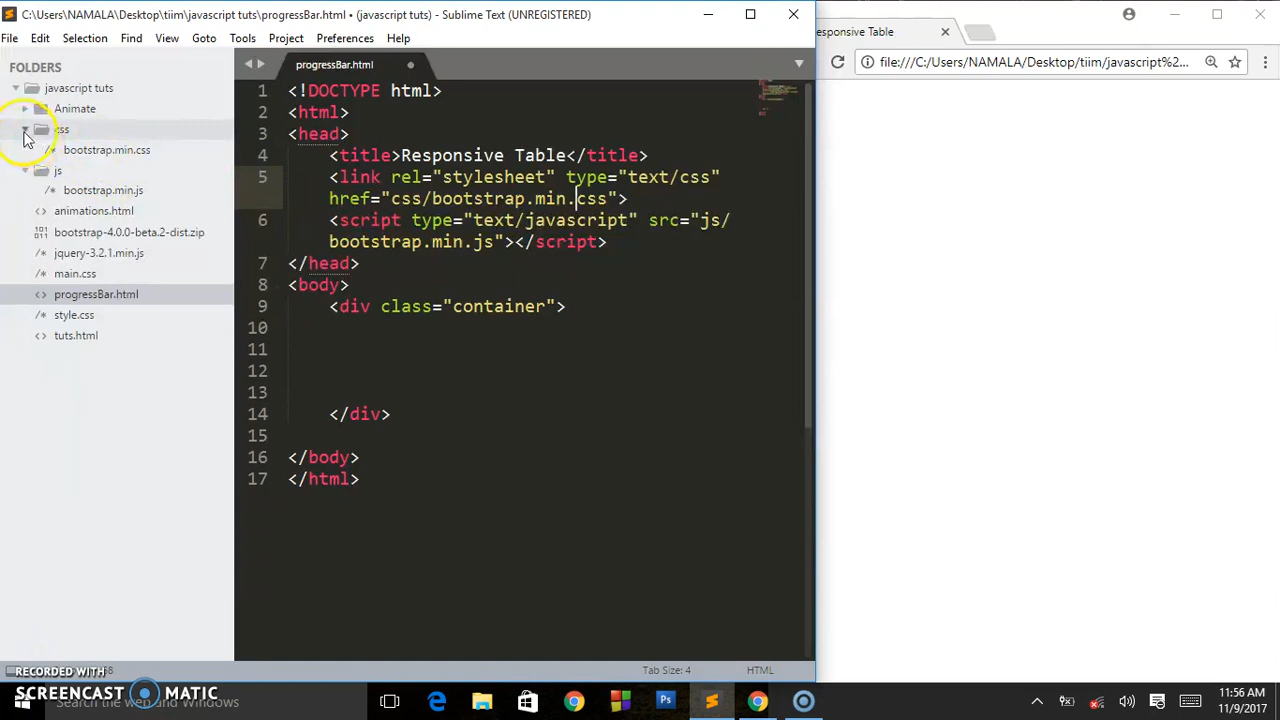 C:\Users\NAMALA\Desktop\tiim\javascript tuts\progressBar.html • (javascript tuts) - Sublime Text (UNREGISTERED)
File Edit Selection Find View Goto Tools Project Preferences Help
FOLDERS
javascript tuts
Animate
css
bootstrap.min.css
js
bootstrap.min.js
animations.html
bootstrap-4.0.0-beta.2-dist.zip
jquery-3.2.1.min.js
main.css
progressBar.html
style.css
tuts.html
progressBar.html
1 <!DOCTYPE html>
2 <html>
3 <head>
4 <title>Responsive Table</title>
5 <link rel="stylesheet" type="text/css"
href="css/bootstrap.min.css">
6 <script type="text/javascript" src="js/
bootstrap.min.js"></script>
7 </head>
8 <body>
9 <div class="container">
10
11
12
13
14 </div>
15
16 </body>
17 </html>
Tab Size: 4 HTML
esponsive Table
file:///C:/Users/NAMALA/Desktop/tiim/javascript%2...
RECORDED WITH
SCREENCAST MATIC
Search the web and Windows
11:56 AM
11/9/2017